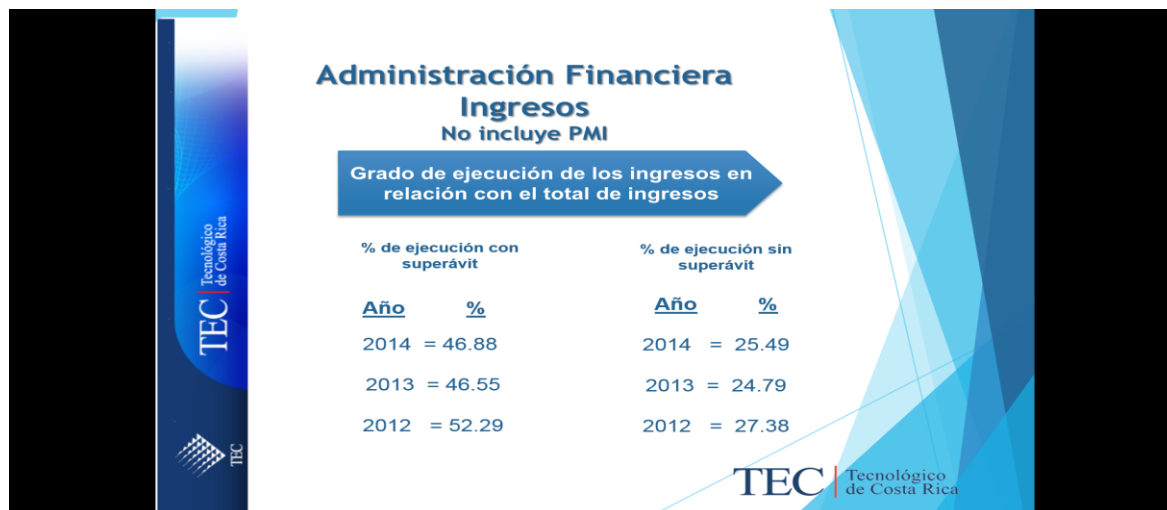 Administración Financiera
Ingresos
No incluye PMI
Grado de ejecución de los ingresos en
relación con el total de ingresos
% de ejecución con
superávit
Año %
2014 = 46.88
2013 = 46.55
2012 = 52.29
% de ejecución sin
superávit
Año %
2014 = 25.49
2013 = 24.79
2012 = 27.38
TEC Tecnológico
de Costa Rica
TEC
TEC Tecnológico
de Costa Rica